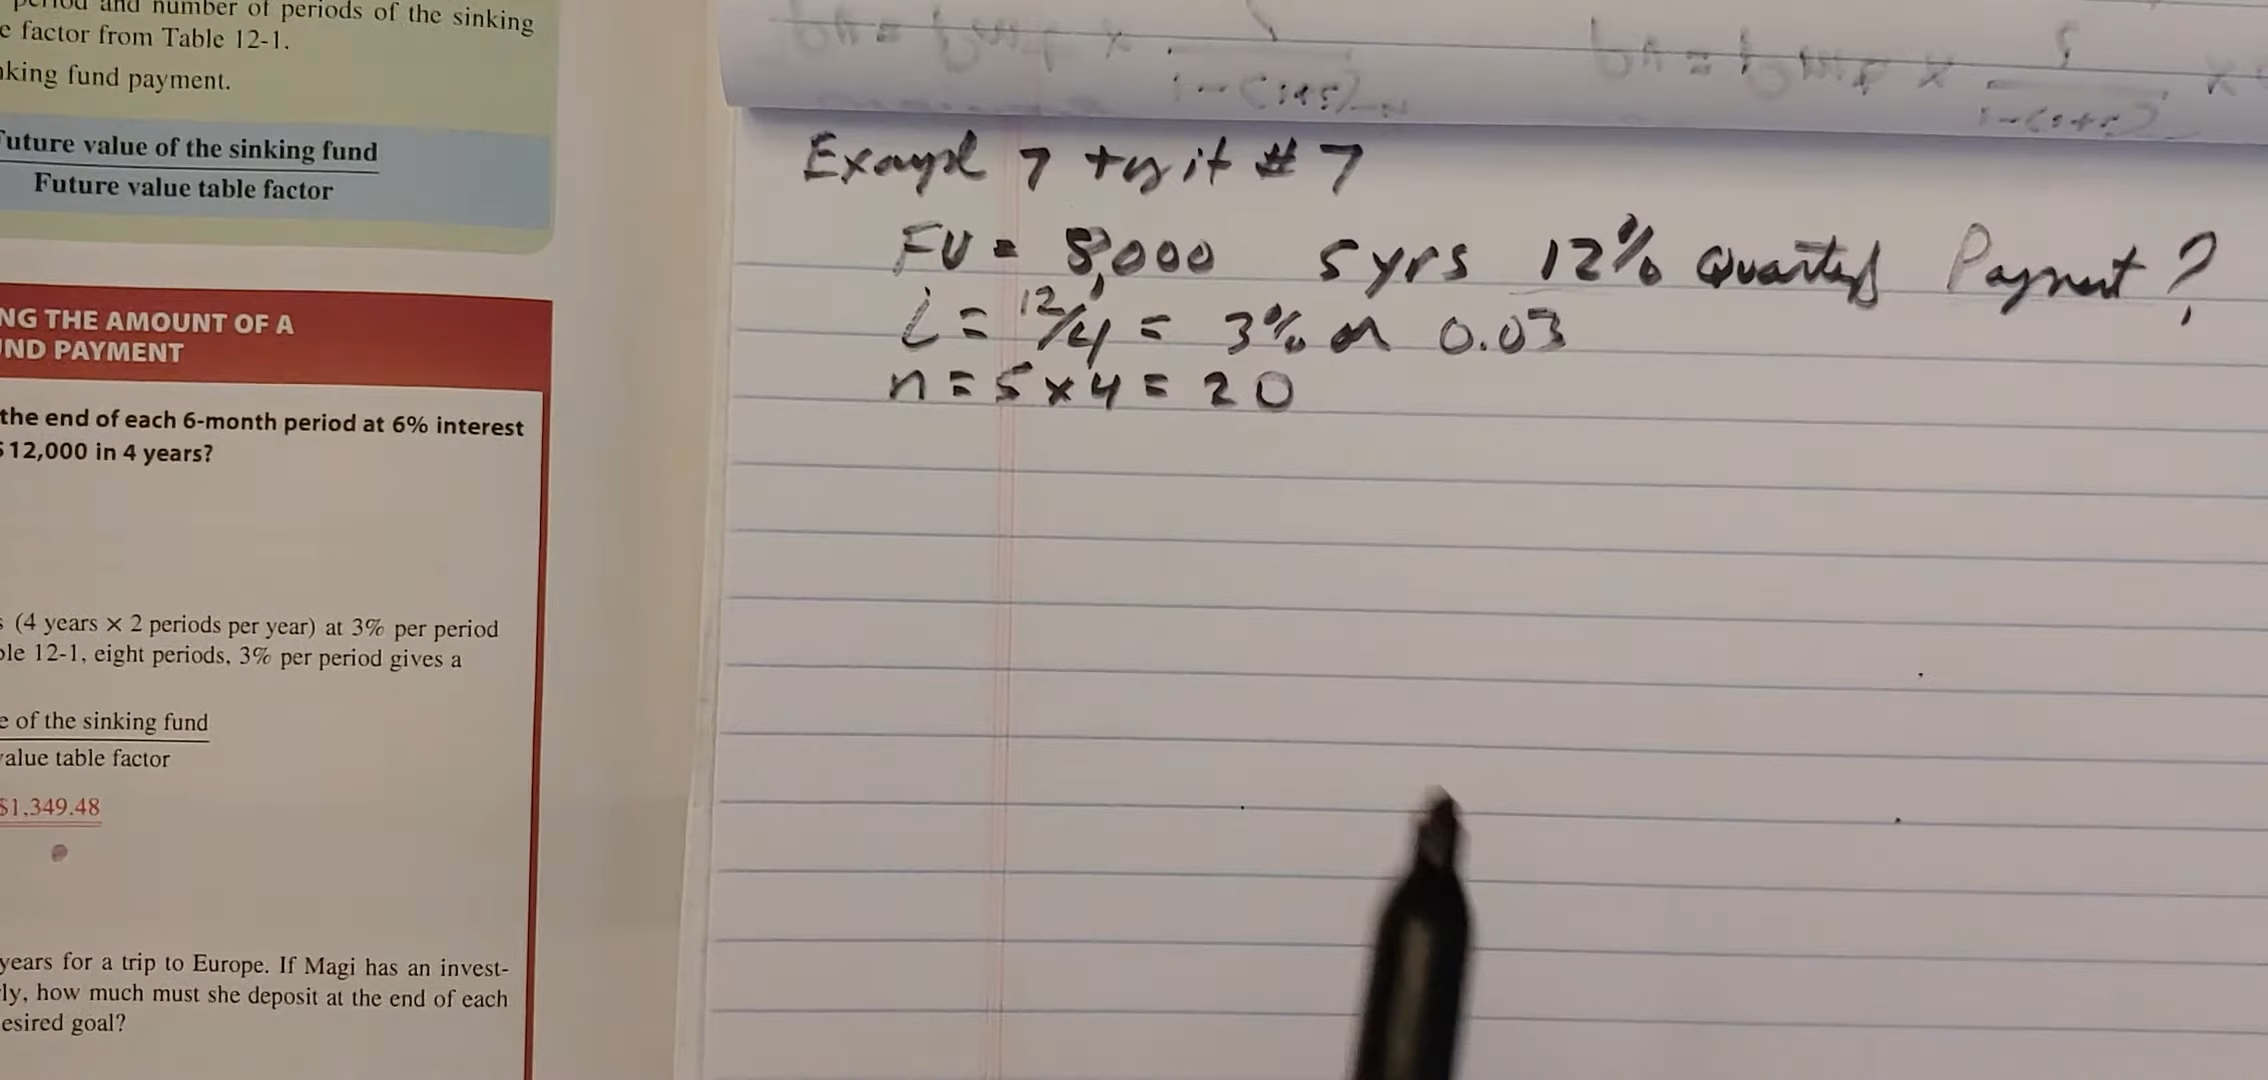 period and number of periods of the sinking
e factor from Table 12-1.
nking fund payment.
Future value of the sinking fund
Future value table factor
NG THE AMOUNT OF A
UND PAYMENT
the end of each 6-month period at 6% interest
$12,000 in 4 years?
s (4 years × 2 periods per year) at 3% per period
ble 12-1, eight periods, 3% per period gives a
e of the sinking fund
value table factor
$1,349.48
years for a trip to Europe. If Magi has an invest-
ly, how much must she deposit at the end of each
esired goal?
Exampl 7 try it # 7
FV = 8,000 5 yrs 12% Quarterly Payment ?
i = 12/4 = 3% or 0.03
n = 5 x 4 = 20